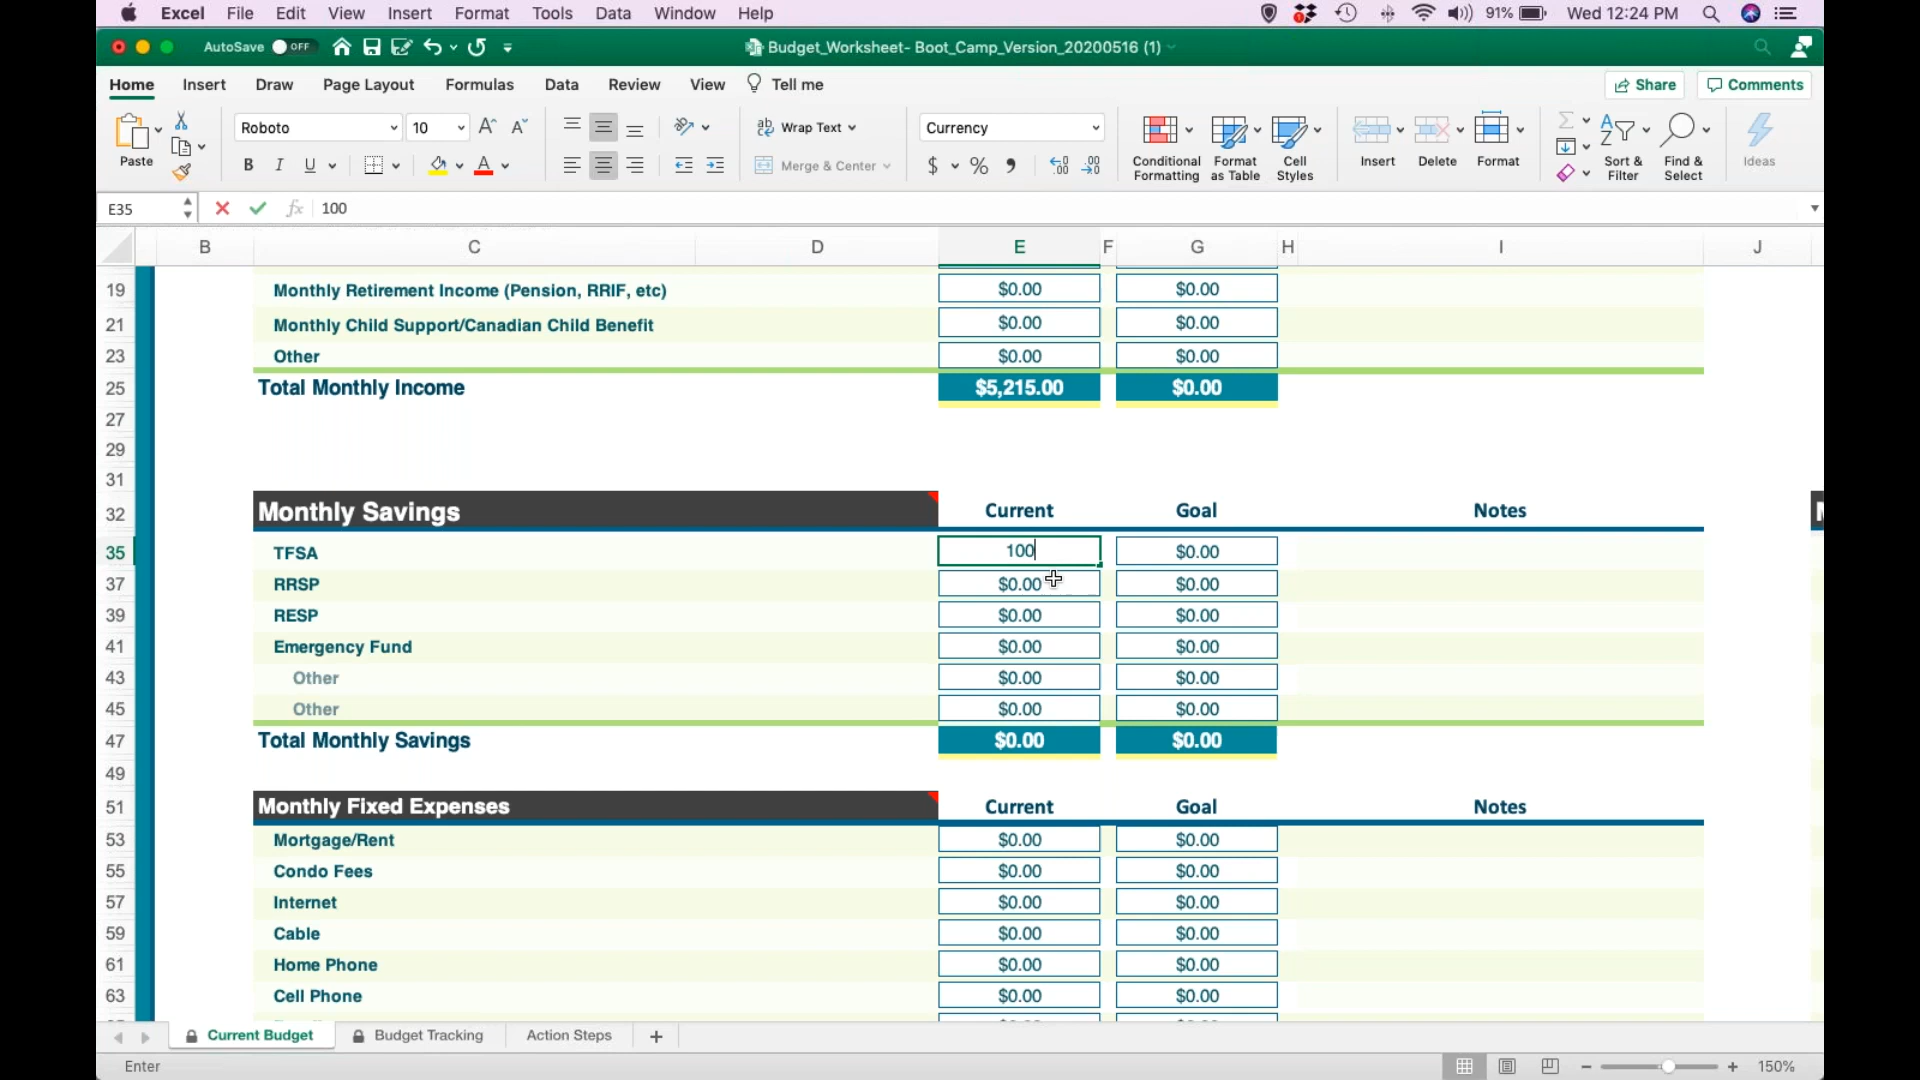 Excel File Edit View Insert Format Tools Data Window Help 91% Wed 12:24 PM
AutoSave OFF Budget_Worksheet- Boot_Camp_Version_20200516 (1)
Home Insert Draw Page Layout Formulas Data Review View Tell me Share Comments
Paste Roboto 10 A A ab Wrap Text Currency Conditional Formatting Format as Table Cell Styles Insert Delete Format Sort & Filter Find & Select Ideas
B I U A Merge & Center $ %
E35 fx 100
B C D E F G H I J
19 Monthly Retirement Income (Pension, RRIF, etc) $0.00 $0.00
21 Monthly Child Support/Canadian Child Benefit $0.00 $0.00
23 Other $0.00 $0.00
25 Total Monthly Income $5,215.00 $0.00
27
29
31
32 Monthly Savings Current Goal Notes
35 TFSA 100 $0.00
37 RRSP $0.00 $0.00
39 RESP $0.00 $0.00
41 Emergency Fund $0.00 $0.00
43 Other $0.00 $0.00
45 Other $0.00 $0.00
47 Total Monthly Savings $0.00 $0.00
49
51 Monthly Fixed Expenses Current Goal Notes
53 Mortgage/Rent $0.00 $0.00
55 Condo Fees $0.00 $0.00
57 Internet $0.00 $0.00
59 Cable $0.00 $0.00
61 Home Phone $0.00 $0.00
63 Cell Phone $0.00 $0.00
Current Budget Budget Tracking Action Steps +
Enter 150%